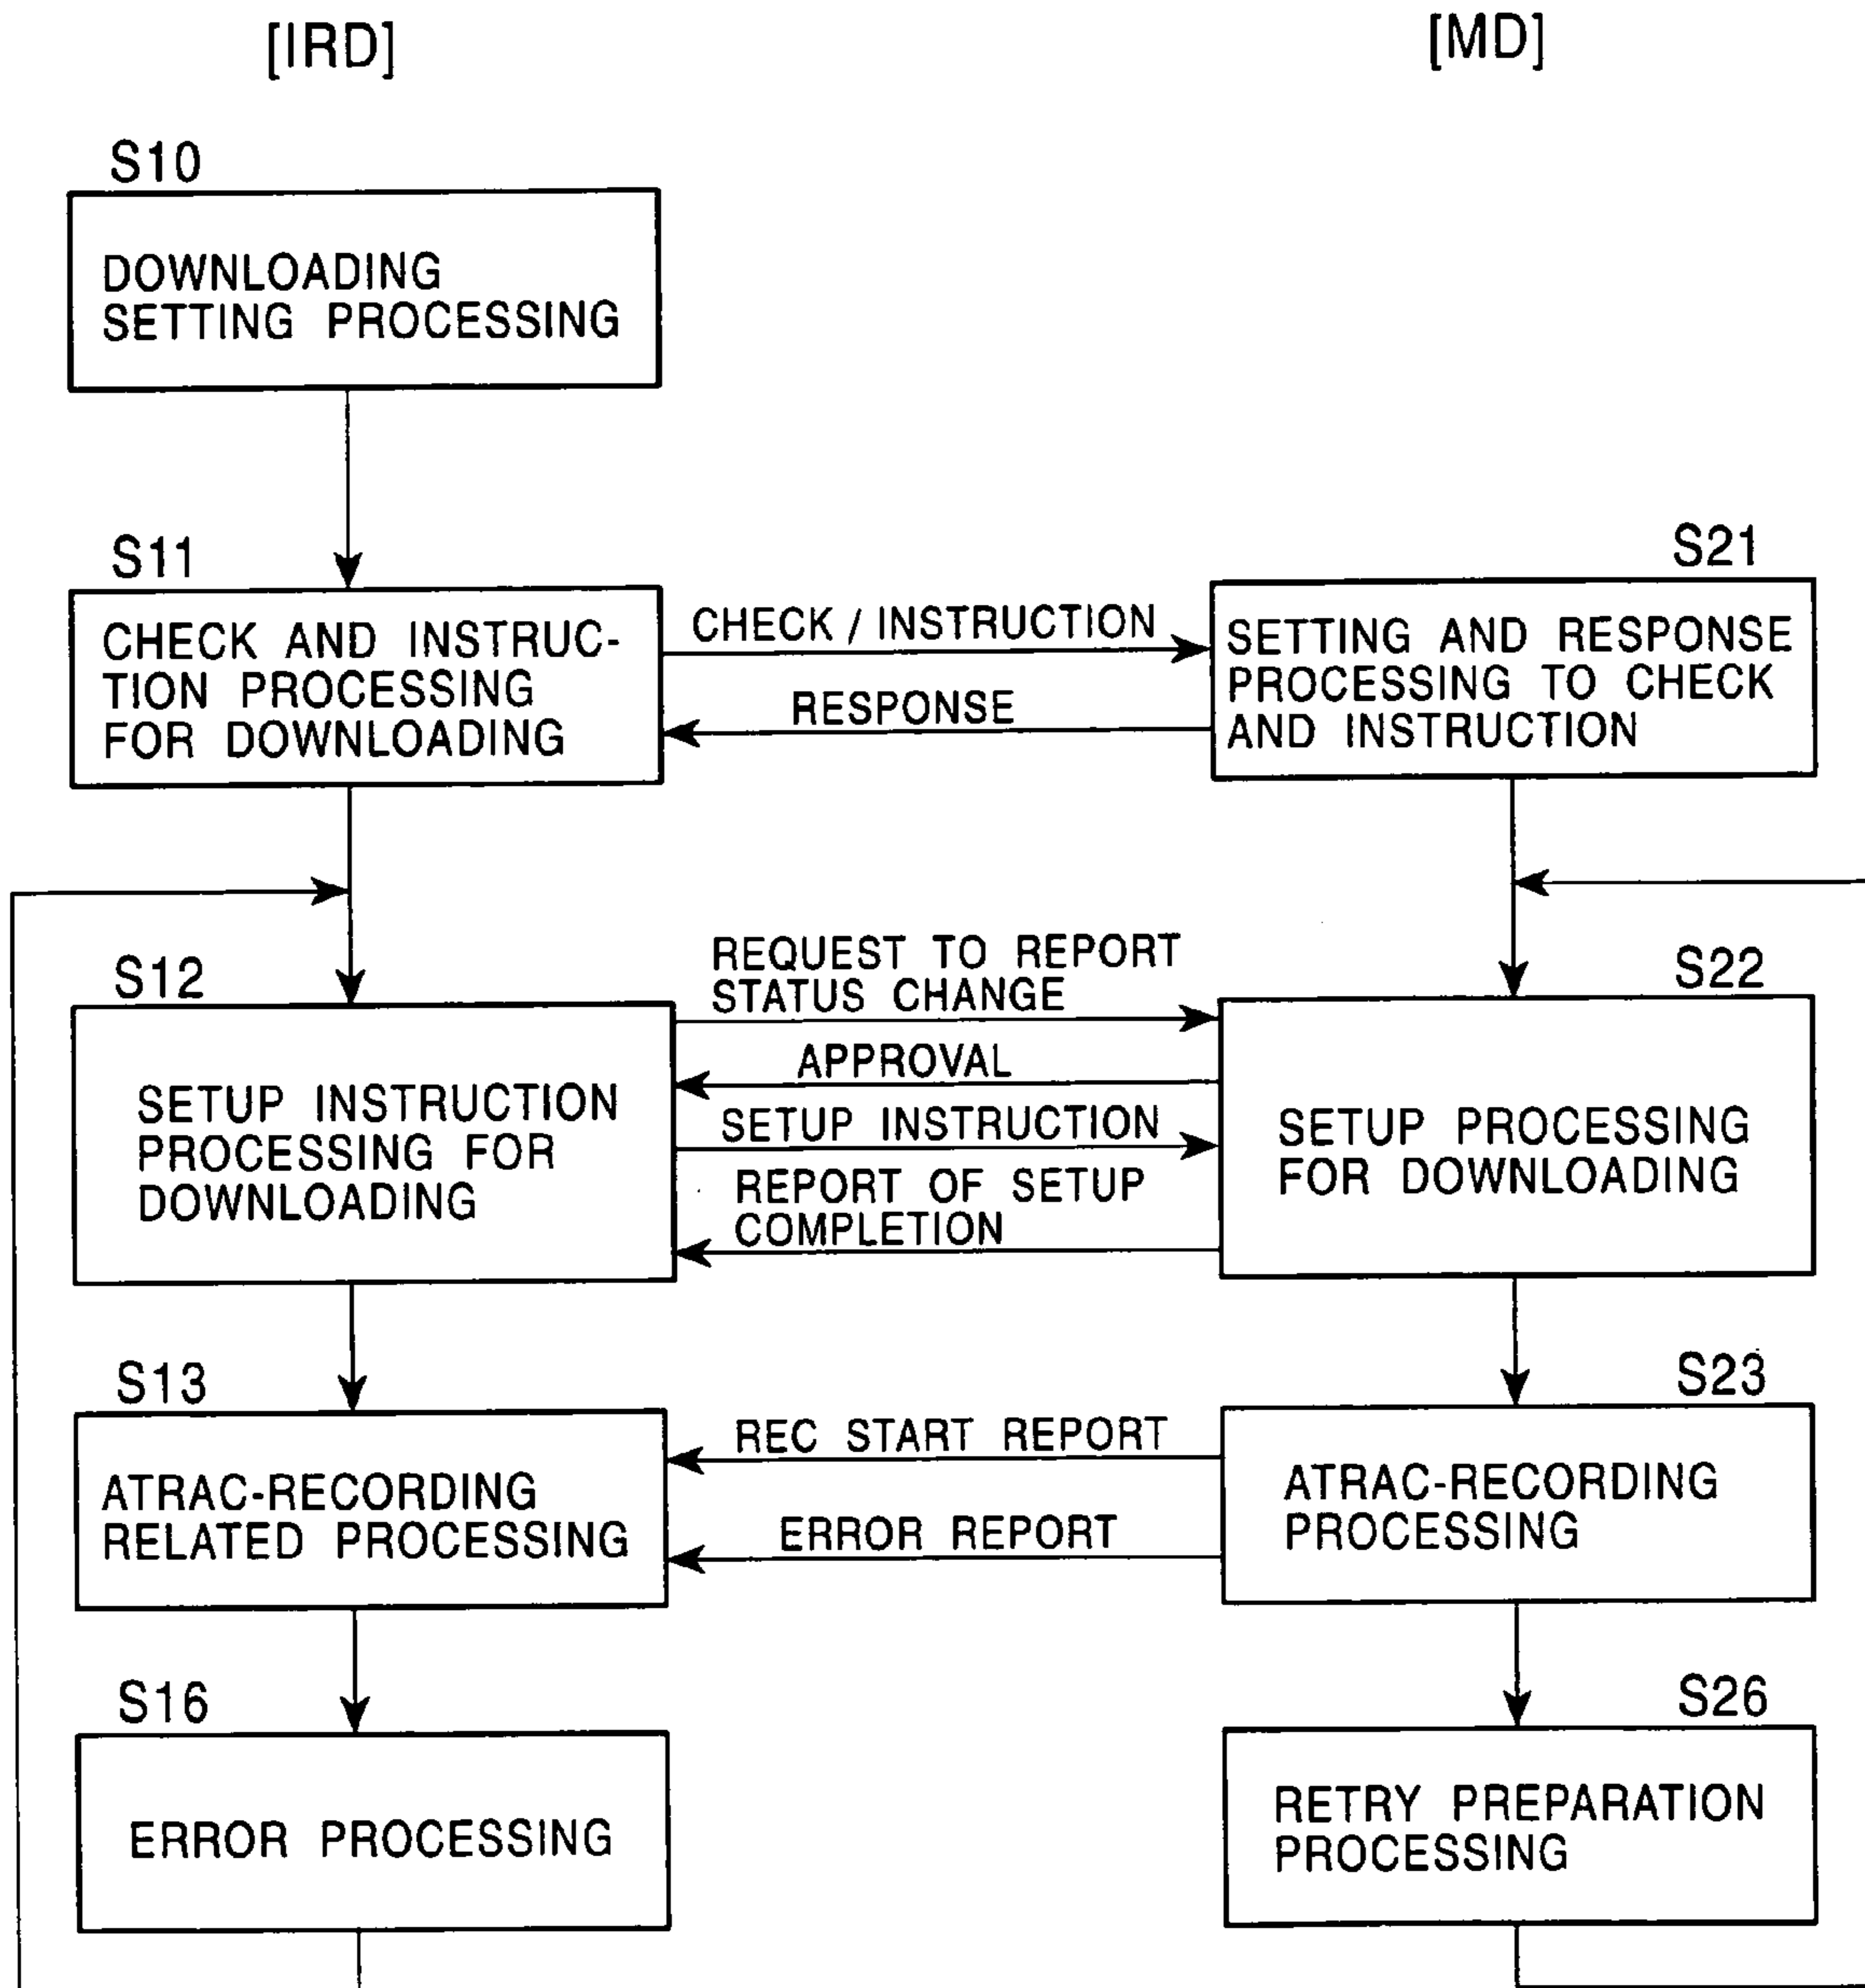 [IRD]
[MD]
S10
DOWNLOADING
SETTING PROCESSING
S11
CHECK AND INSTRUC-
TION PROCESSING
FOR DOWNLOADING
CHECK / INSTRUCTION
RESPONSE
S21
SETTING AND RESPONSE
PROCESSING TO CHECK
AND INSTRUCTION
S12
SETUP INSTRUCTION
PROCESSING FOR
DOWNLOADING
REQUEST TO REPORT
STATUS CHANGE
APPROVAL
SETUP INSTRUCTION
REPORT OF SETUP
COMPLETION
S22
SETUP PROCESSING
FOR DOWNLOADING
S13
ATRAC-RECORDING
RELATED PROCESSING
REC START REPORT
ERROR REPORT
S23
ATRAC-RECORDING
PROCESSING
S16
ERROR PROCESSING
S26
RETRY PREPARATION
PROCESSING